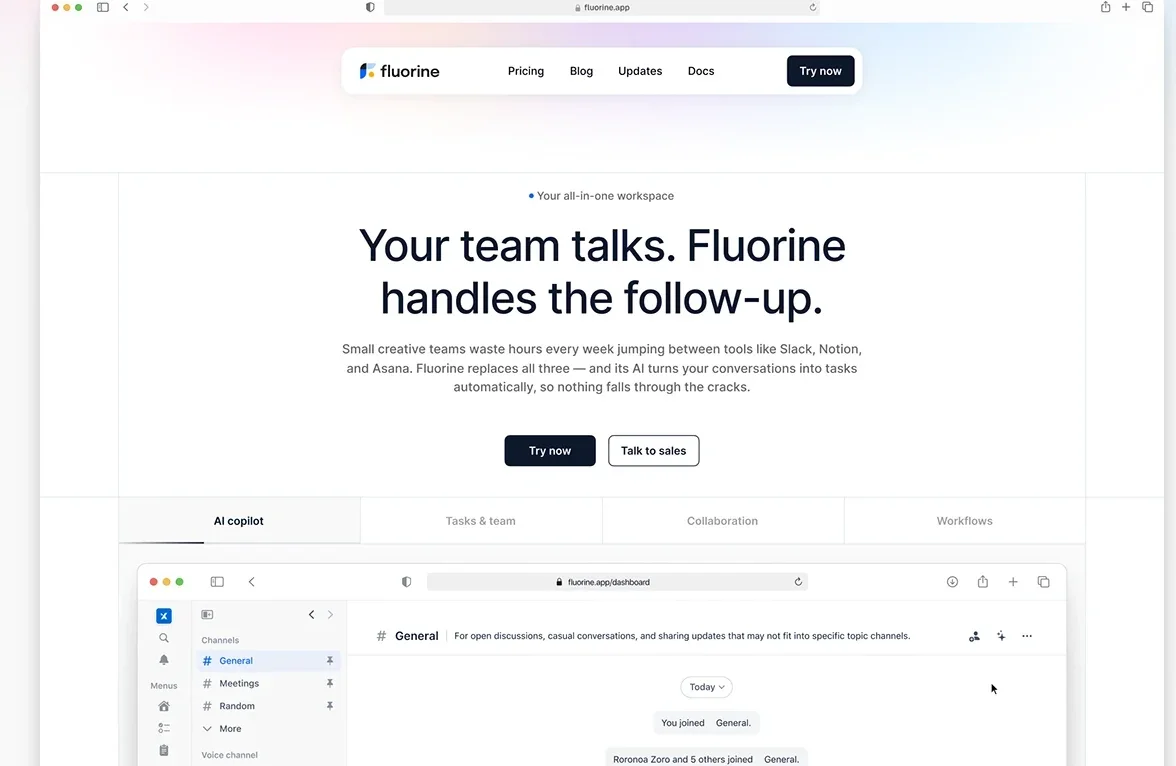 fluorine.app
fluorine
Pricing
Blog
Updates
Docs
Try now
Your all-in-one workspace
Your team talks. Fluorine
handles the follow-up.
Small creative teams waste hours every week jumping between tools like Slack, Notion,
and Asana. Fluorine replaces all three — and its AI turns your conversations into tasks
automatically, so nothing falls through the cracks.
Try now
Talk to sales
AI copilot
Tasks & team
Collaboration
Workflows
fluorine.app/dashboard
Channels
# General
# Meetings
# Random
More
Voice channel
Menus
# General
For open discussions, casual conversations, and sharing updates that may not fit into specific topic channels.
Today
You joined General.
Roronoa Zoro and 5 others joined General.